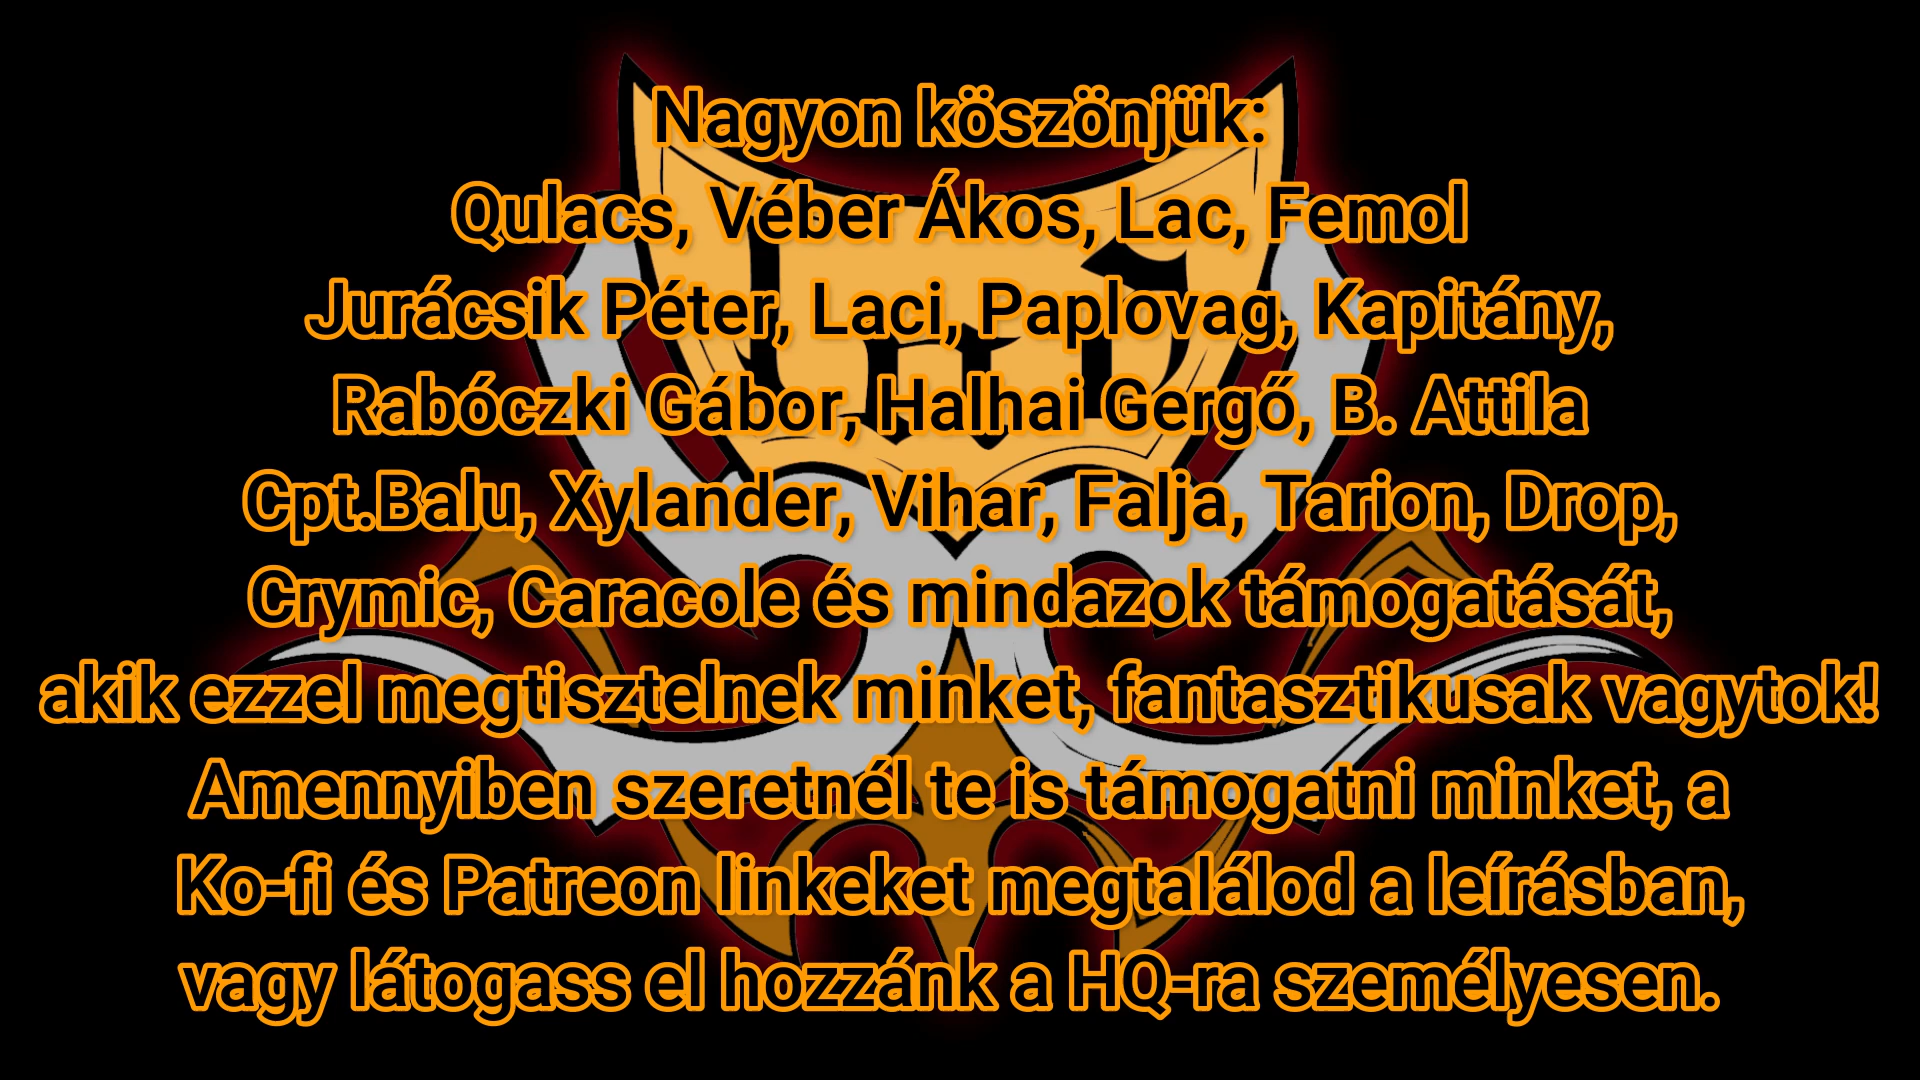 Nagyon köszönjük:
Qulacs, Véber Ákos, Lac, Femol
Jurácsik Péter, Laci, Paplovag, Kapitány,
Rabóczki Gábor, Halhai Gergő, B. Attila
Cpt.Balu, Xylander, Vihar, Falja, Tarion, Drop,
Crymic, Caracole és mindazok támogatását,
akik ezzel megtisztelnek minket, fantasztikusak vagytok!
Amennyiben szeretnél te is támogatni minket, a
Ko-fi és Patreon linkeket megtalálod a leírásban,
vagy látogass el hozzánk a HQ-ra személyesen.